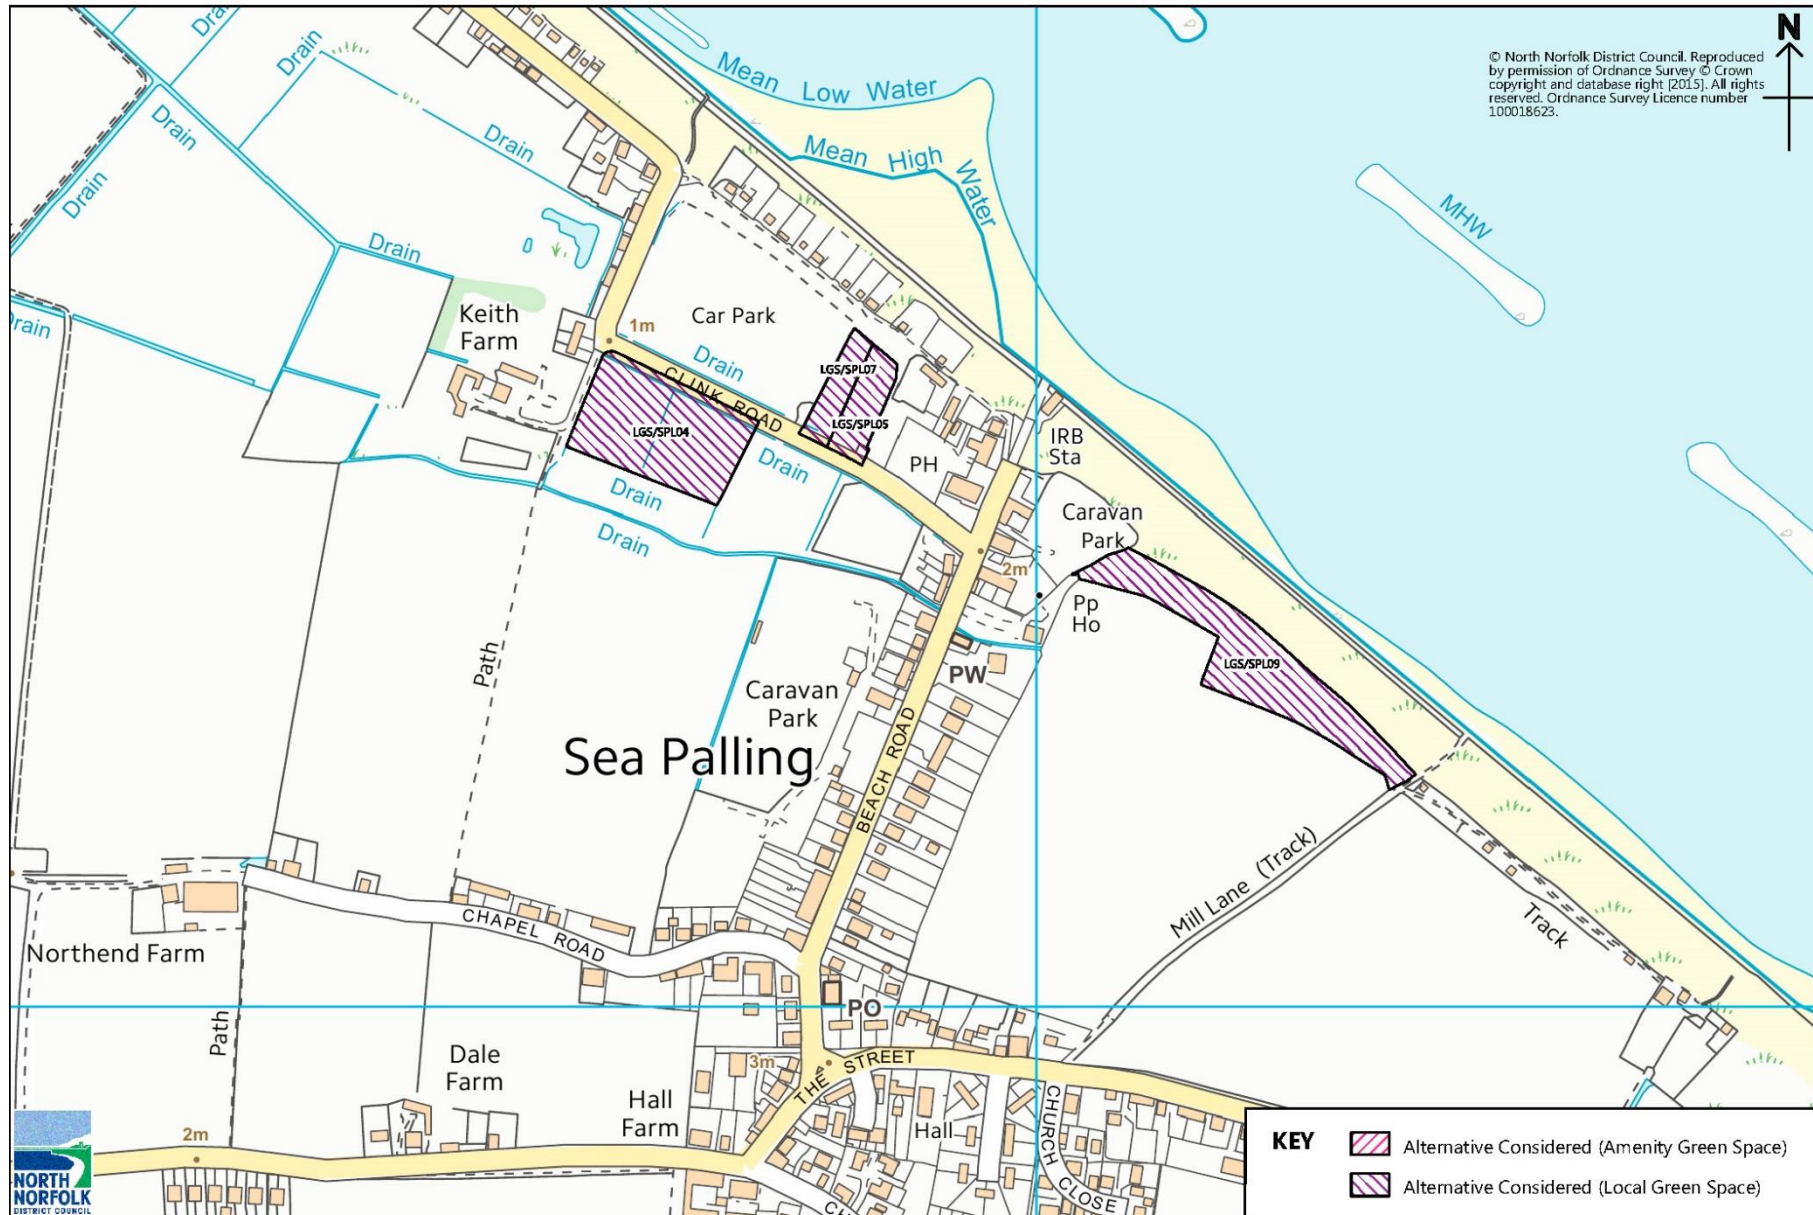 Drain
Drain
Drain
Drain
Drain
Drain
Drain
Mean Low Water
Mean High Water
N
© North Norfolk District Council. Reproduced
by permission of Ordnance Survey © Crown
copyright and database right [2015]. All rights
reserved. Ordnance Survey Licence number
100018623.
MHW
Drain
Keith
Farm
1m
Car Park
Drain
CLINK ROAD
LGS/SPL07
LGS/SPL05
LGS/SPL04
Drain
Drain
Drain
PH
IRB
Sta
Caravan
Park
2m
Pp
Ho
LGS/SPL09
Path
PW
Caravan
Park
Sea Palling
BEACH ROAD
Mill Lane (Track)
Track
Northend Farm
CHAPEL ROAD
Path
PO
Dale
Farm
Hall
Farm
3m
THE STREET
Hall
CHURCH CLOSE
2m
NORTH
NORFOLK
DISTRICT COUNCIL
KEY
Alternative Considered (Amenity Green Space)
Alternative Considered (Local Green Space)